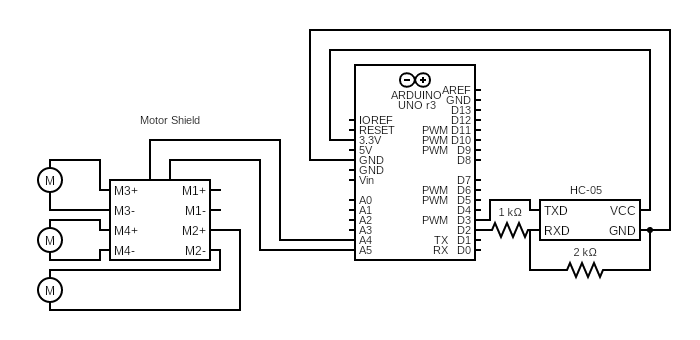 Motor Shield
M
M
M
M3+
M3-
M4+
M4-
M1+
M1-
M2+
M2-
ARDUINO
UNO r3
IOREF
RESET
3.3V
5V
GND
GND
Vin
A0
A1
A2
A3
A4
A5
AREF
GND
D13
D12
PWM D11
PWM D10
PWM D9
D8
D7
PWM D6
PWM D5
D4
PWM D3
D2
TX D1
RX D0
1 kΩ
HC-05
TXD
RXD
VCC
GND
2 kΩ